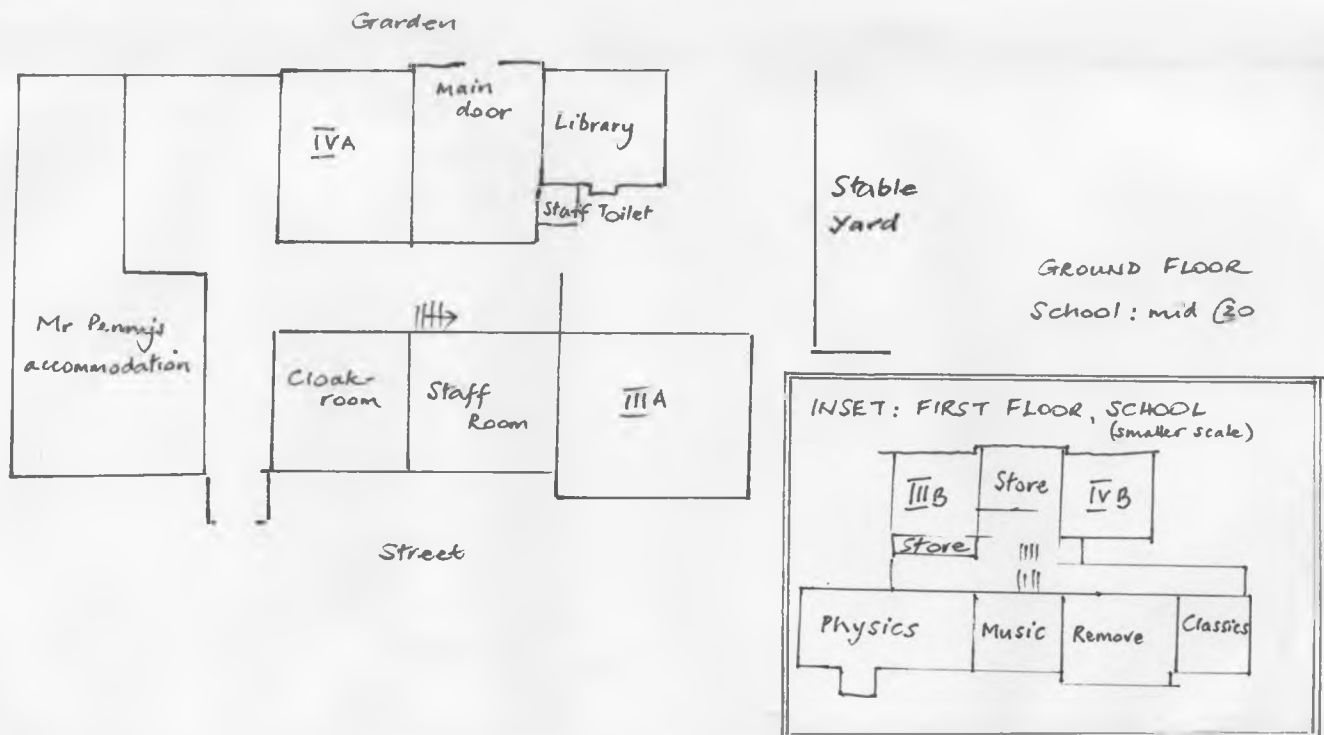 Garden
Main
door
IVA
Library
Staff Toilet
Stable
Yard
GROUND FLOOR
School: mid C20
Mr Penny's
accommodation
Cloak-
room
Staff
Room
IIIA
Street
INSET: FIRST FLOOR, SCHOOL
(smaller scale)
IIIB
Store
IVB
Store
Physics
Music
Remove
Classics